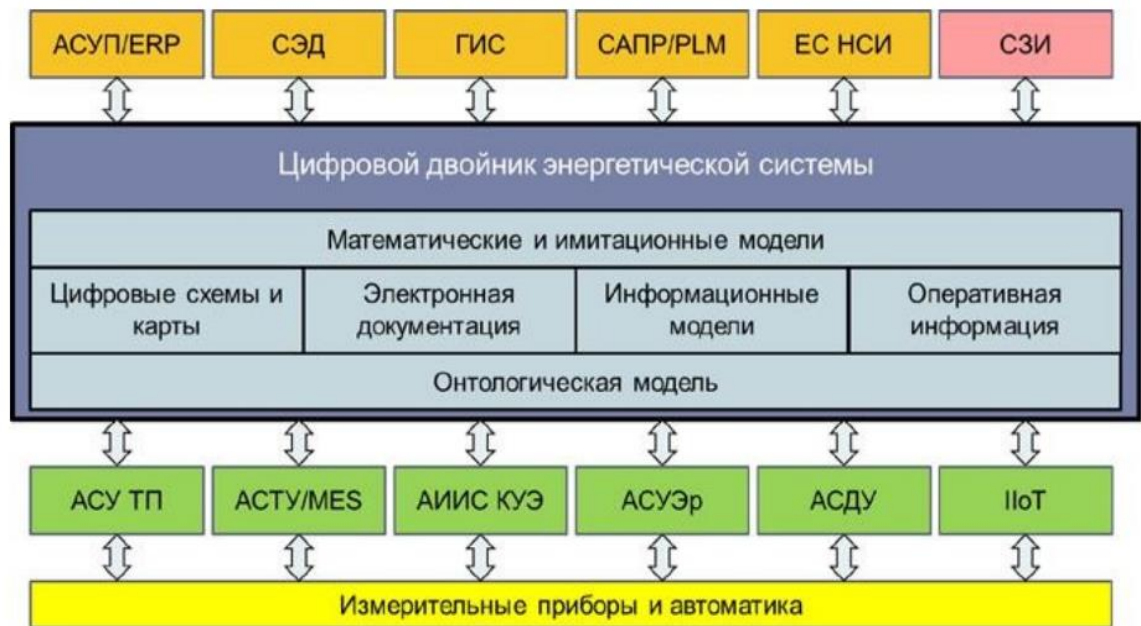 АСУП/ERP
СЭД
ГИС
САПР/PLM
ЕС НСИ
СЗИ
Цифровой двойник энергетической системы
Математические и имитационные модели
Цифровые схемы и
карты
Электронная
документация
Информационные
модели
Оперативная
информация
Онтологическая модель
АСУ ТП
АСТУ/MES
АИИС КУЭ
АСУЭр
АСДУ
IIoT
Измерительные приборы и автоматика